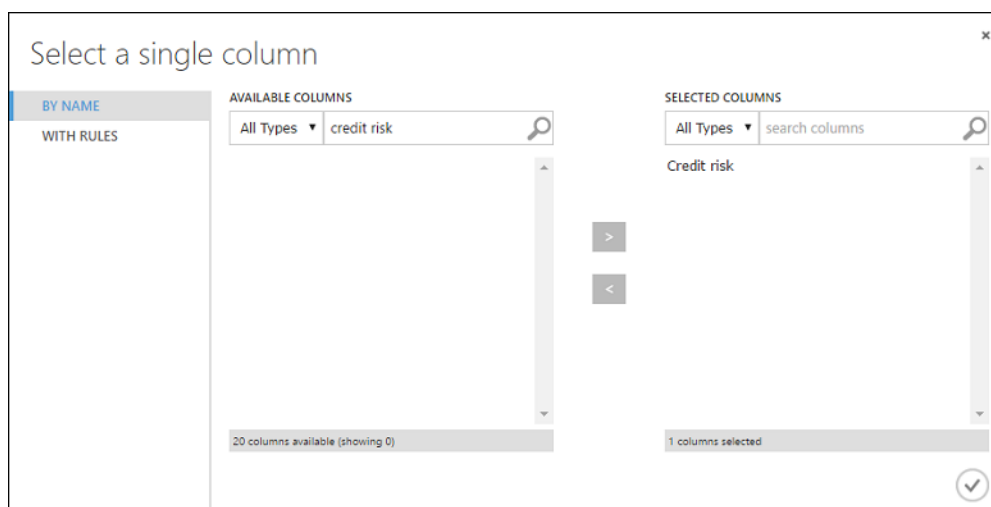 Select a single column
×
BY NAME
WITH RULES
AVAILABLE COLUMNS
All Types ▼ credit risk
20 columns available (showing 0)
>
<
SELECTED COLUMNS
All Types ▼ search columns
Credit risk
1 columns selected